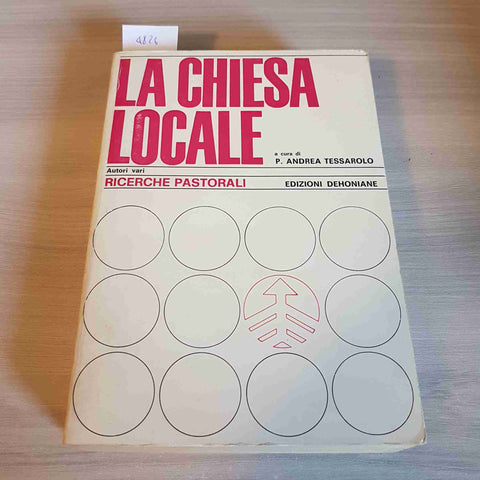 LA CHIESA
LOCALE
a cura di
P. ANDREA TESSAROLO
Autori vari
RICERCHE PASTORALI
EDIZIONI DEHONIANE